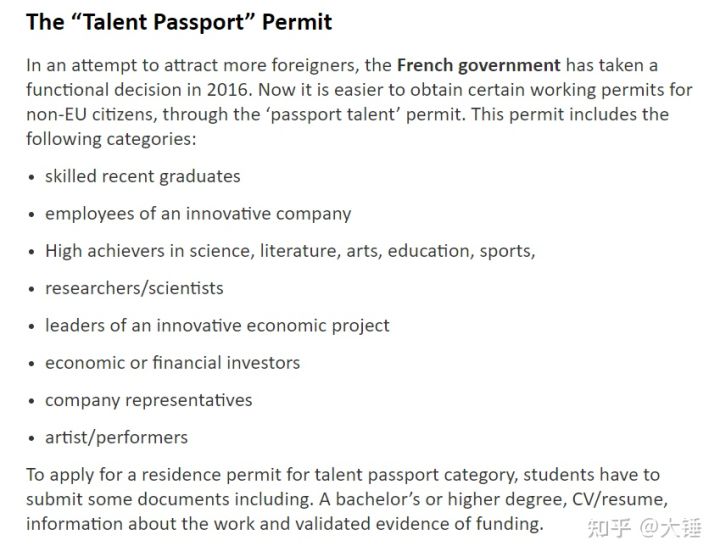 The “Talent Passport” Permit
In an attempt to attract more foreigners, the French government has taken a
functional decision in 2016. Now it is easier to obtain certain working permits for
non-EU citizens, through the ‘passport talent’ permit. This permit includes the
following categories:
• skilled recent graduates
• employees of an innovative company
• High achievers in science, literature, arts, education, sports,
• researchers/scientists
• leaders of an innovative economic project
• economic or financial investors
• company representatives
• artist/performers
To apply for a residence permit for talent passport category, students have to
submit some documents including. A bachelor’s or higher degree, CV/resume,
information about the work and validated evidence of funding.
知乎 @大锤